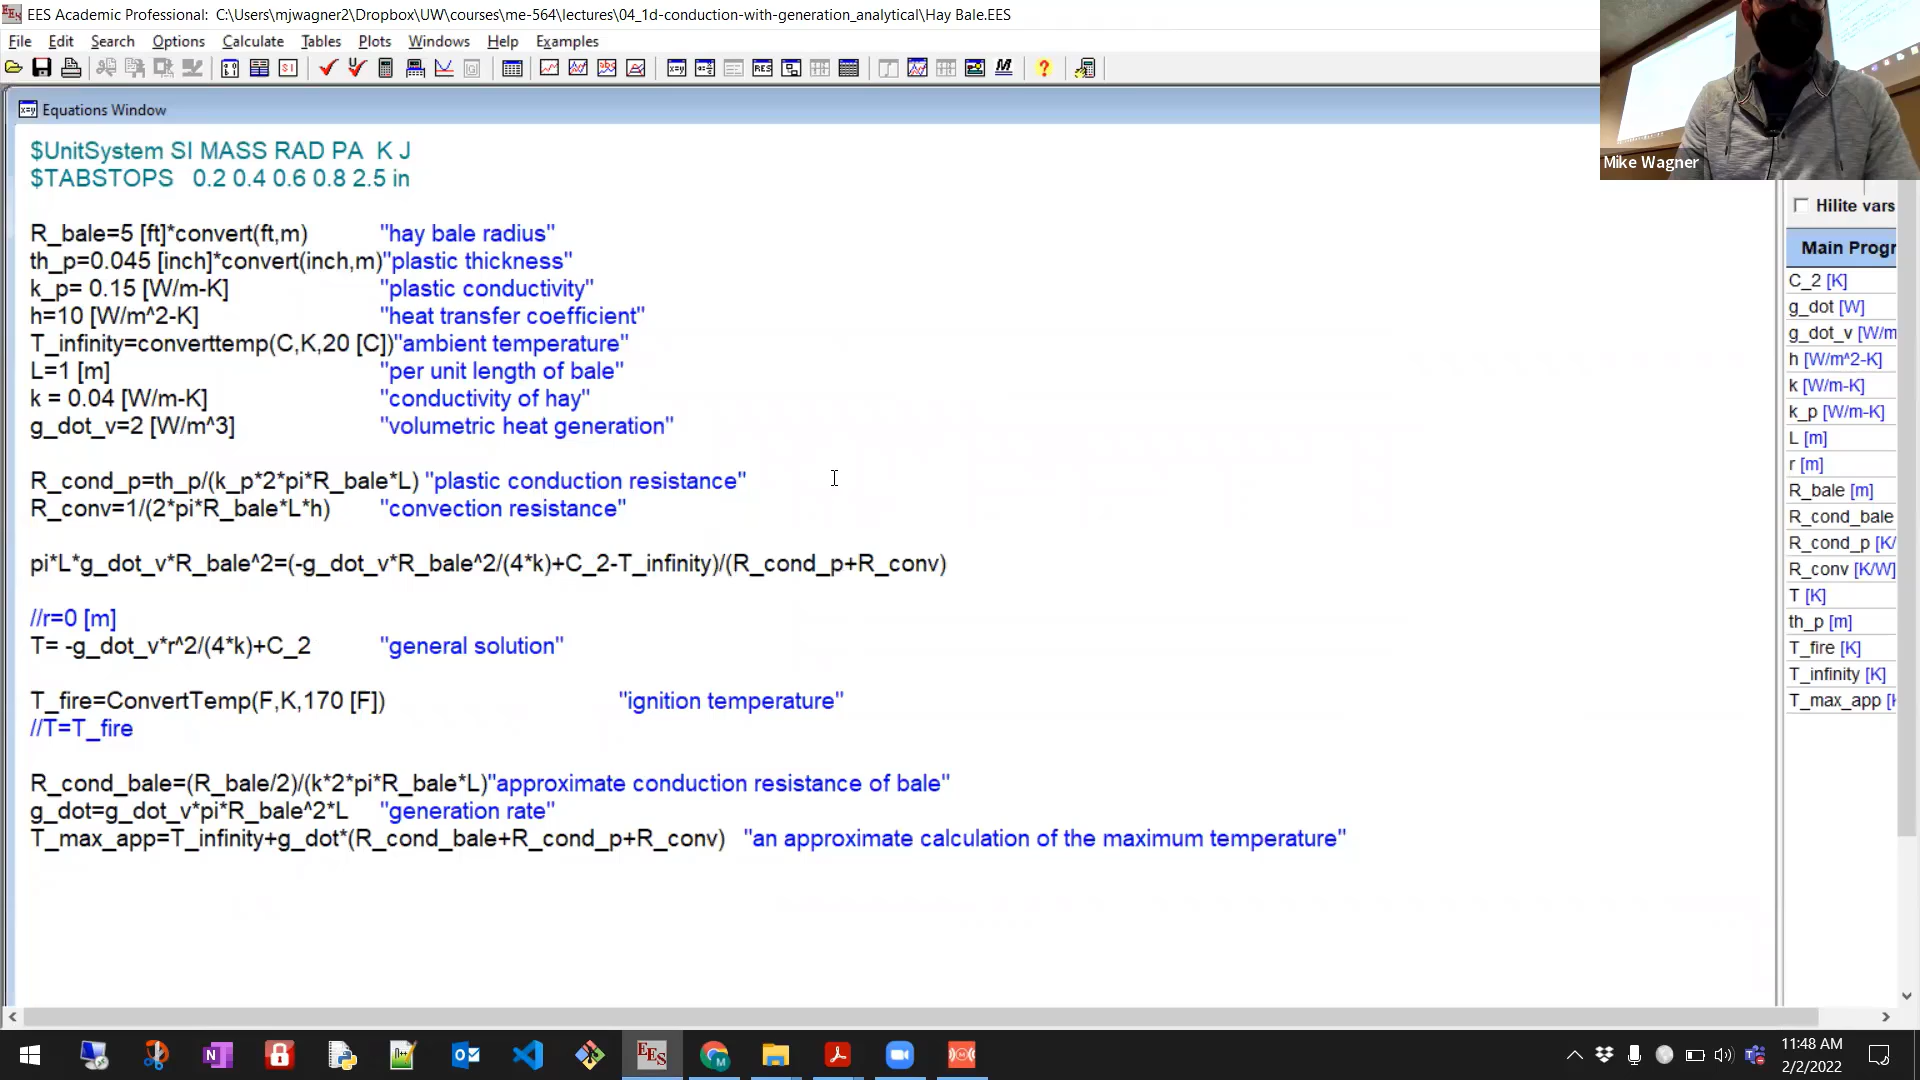 EES Academic Professional: C:\Users\mjwagner2\Dropbox\UW\courses\me-564\lectures\04_1d-conduction-with-generation_analytical\Hay Bale.EES
File Edit Search Options Calculate Tables Plots Windows Help Examples
Equations Window
$UnitSystem SI MASS RAD PA K J
$TABSTOPS 0.2 0.4 0.6 0.8 2.5 in
R_bale=5 [ft]*convert(ft,m) "hay bale radius"
th_p=0.045 [inch]*convert(inch,m)"plastic thickness"
k_p= 0.15 [W/m-K] "plastic conductivity"
h=10 [W/m^2-K] "heat transfer coefficient"
T_infinity=converttemp(C,K,20 [C])"ambient temperature"
L=1 [m] "per unit length of bale"
k = 0.04 [W/m-K] "conductivity of hay"
g_dot_v=2 [W/m^3] "volumetric heat generation"
R_cond_p=th_p/(k_p*2*pi*R_bale*L) "plastic conduction resistance"
R_conv=1/(2*pi*R_bale*L*h) "convection resistance"
pi*L*g_dot_v*R_bale^2=(-g_dot_v*R_bale^2/(4*k)+C_2-T_infinity)/(R_cond_p+R_conv)
//r=0 [m]
T= -g_dot_v*r^2/(4*k)+C_2 "general solution"
T_fire=ConvertTemp(F,K,170 [F]) "ignition temperature"
//T=T_fire
R_cond_bale=(R_bale/2)/(k*2*pi*R_bale*L)"approximate conduction resistance of bale"
g_dot=g_dot_v*pi*R_bale^2*L "generation rate"
T_max_app=T_infinity+g_dot*(R_cond_bale+R_cond_p+R_conv) "an approximate calculation of the maximum temperature"
Mike Wagner
Hilite vars
Main Progr
C_2 [K]
g_dot [W]
g_dot_v [W/m
h [W/m^2-K]
k [W/m-K]
k_p [W/m-K]
L [m]
r [m]
R_bale [m]
R_cond_bale
R_cond_p [K/
R_conv [K/W]
T [K]
th_p [m]
T_fire [K]
T_infinity [K]
T_max_app [K
EES
11:48 AM
2/2/2022